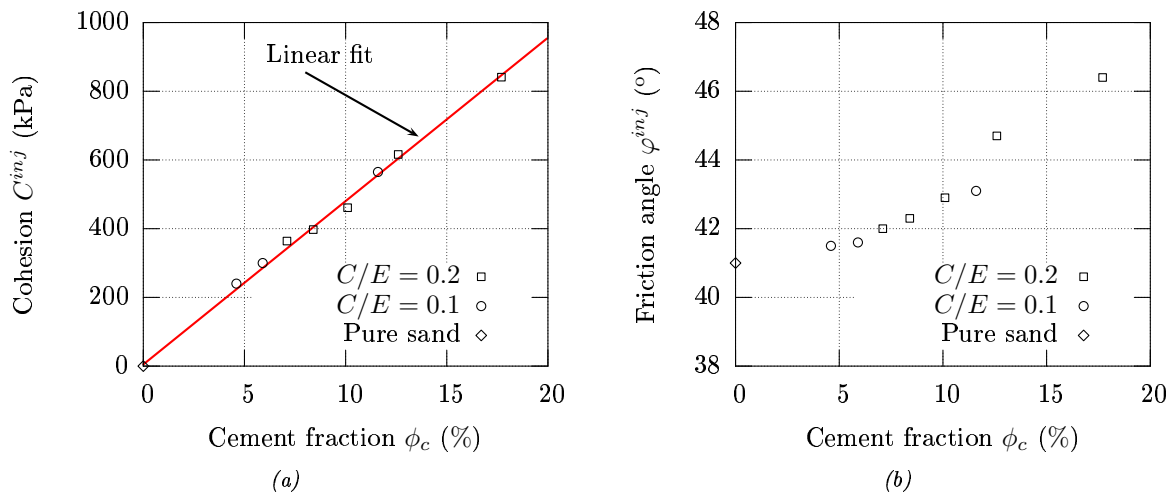 1000
800
600
400
200
0
Cohesion C^{inj} (kPa)
Linear fit
C/E = 0.2
C/E = 0.1
Pure sand
0 5 10 15 20
Cement fraction ϕ_c (%)
(a)
48
46
44
42
40
38
Friction angle φ^{inj} (°)
C/E = 0.2
C/E = 0.1
Pure sand
0 5 10 15 20
Cement fraction ϕ_c (%)
(b)